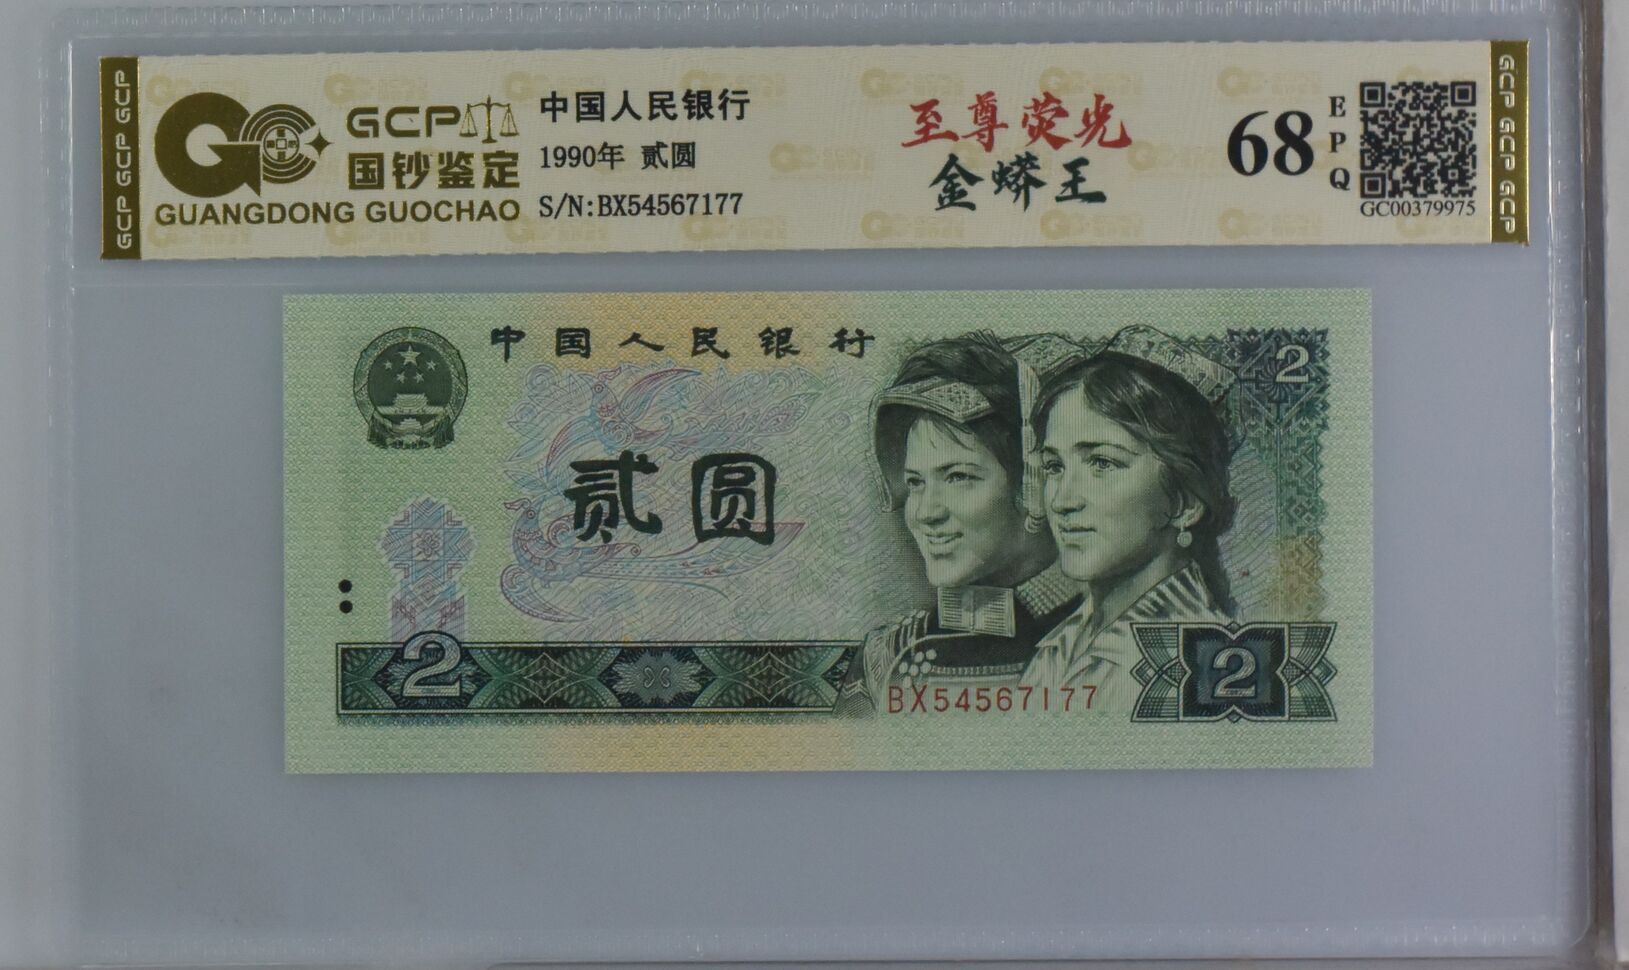 GCP GCP GCP
GCP
国钞鉴定
GUANGDONG GUOCHAO
中国人民银行
1990年 贰圆
S/N:BX54567177
至尊荧光
金蟒王
68
EPQ
GC00379975
GCP GCP GCP
中国人民银行
2
贰圆
2
BX54567177
2